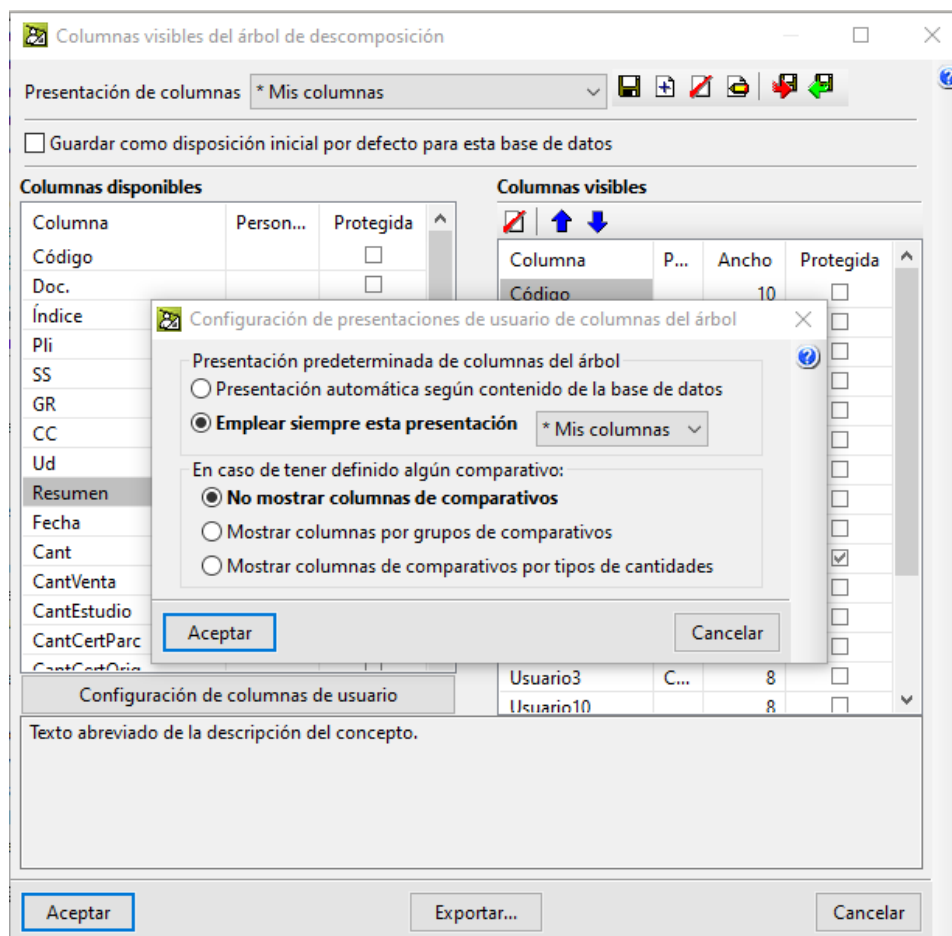 Columnas visibles del árbol de descomposición
Presentación de columnas * Mis columnas
Guardar como disposición inicial por defecto para esta base de datos
Columnas disponibles
Columna Person... Protegida
Código
Doc.
Índice
Pli
SS
GR
CC
Ud
Resumen
Fecha
Cant
CantVenta
CantEstudio
CantCertParc
CantCertOrig
Configuración de columnas de usuario
Columnas visibles
Columna P... Ancho Protegida
Código 10
Configuración de presentaciones de usuario de columnas del árbol
Presentación predeterminada de columnas del árbol
Presentación automática según contenido de la base de datos
Emplear siempre esta presentación * Mis columnas
En caso de tener definido algún comparativo:
No mostrar columnas de comparativos
Mostrar columnas por grupos de comparativos
Mostrar columnas de comparativos por tipos de cantidades
Aceptar Cancelar
Usuario3 C... 8
Usuario10 8
Texto abreviado de la descripción del concepto.
Aceptar Exportar... Cancelar